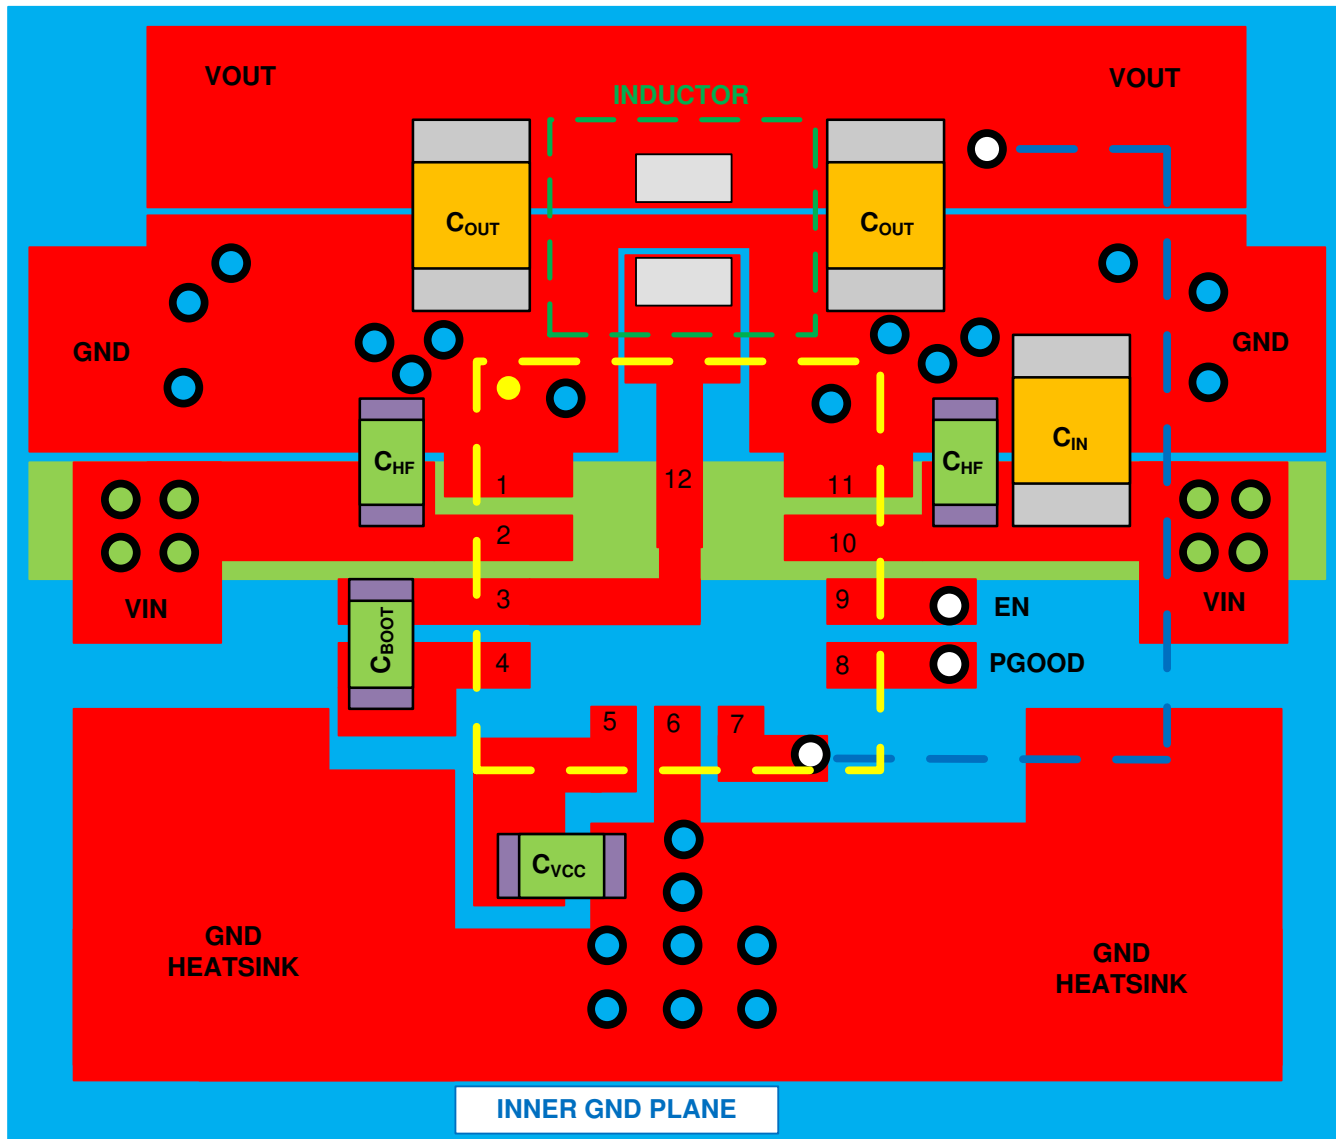 VOUT
VOUT
INDUCTOR
COUT
COUT
GND
GND
CIN
CHF
CHF
1
12
11
2
10
VIN
3
9
EN
VIN
CBOOT
4
8
PGOOD
5
6
7
CVCC
GND
HEATSINK
GND
HEATSINK
INNER GND PLANE